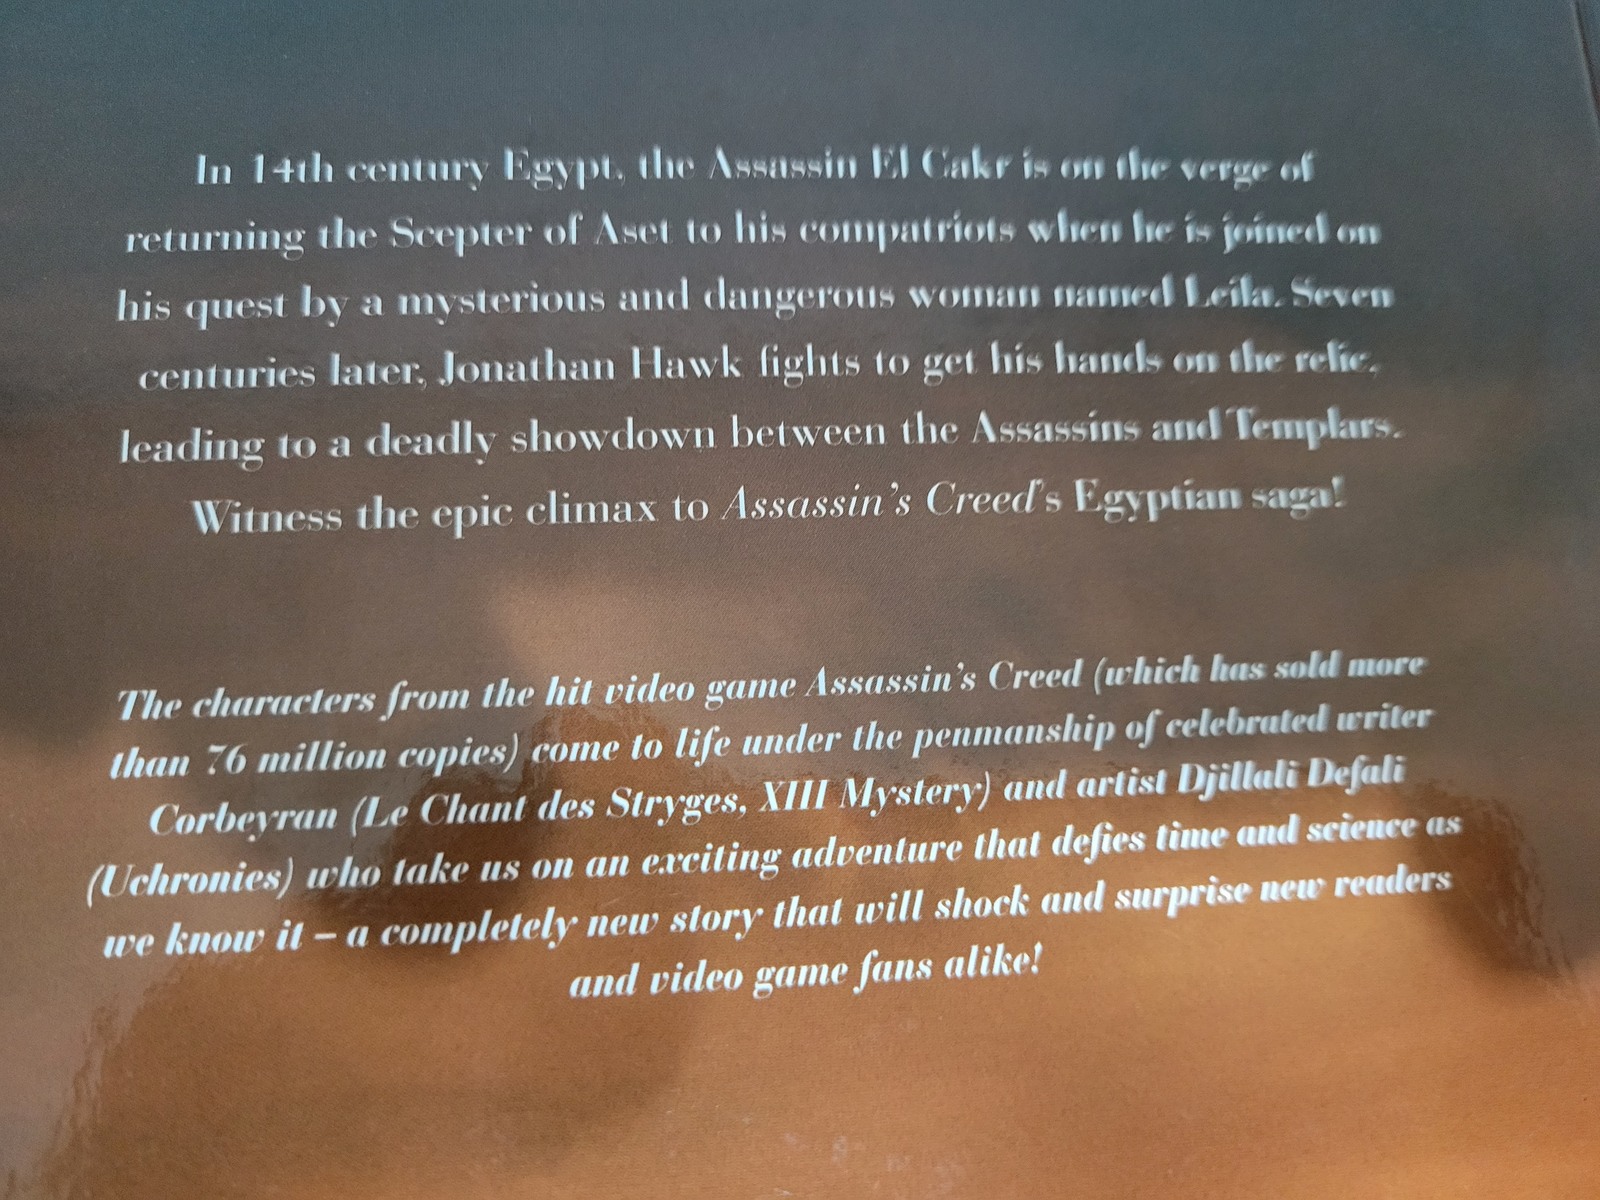 In 14th century Egypt, the Assassin El Cakr is on the verge of
returning the Scepter of Aset to his compatriots when he is joined on
his quest by a mysterious and dangerous woman named Leila. Seven
centuries later, Jonathan Hawk fights to get his hands on the relic,
leading to a deadly showdown between the Assassins and Templars.
Witness the epic climax to Assassin's Creed's Egyptian saga!
The characters from the hit video game Assassin's Creed (which has sold more
than 76 million copies) come to life under the penmanship of celebrated writer
Corbeyran (Le Chant des Stryges, XIII Mystery) and artist Djillali Defali
(Uchronies) who take us on an exciting adventure that defies time and science as
we know it – a completely new story that will shock and surprise new readers
and video game fans alike!